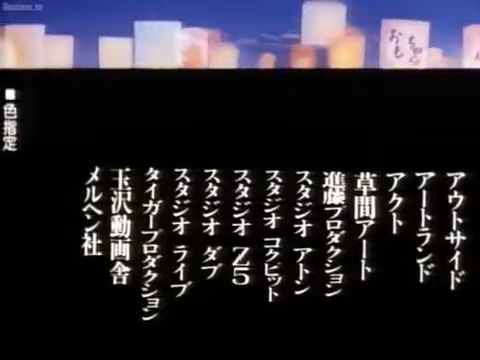 アウトサイド
アートランド
アクト
草間アート
進藤プロダクション
スタジオ アトン
スタジオ コクピット
スタジオ Z5
スタジオ ダブ
スタジオ ライブ
タイガープロダクション
玉沢動画舎
メルヘン社
■色指定